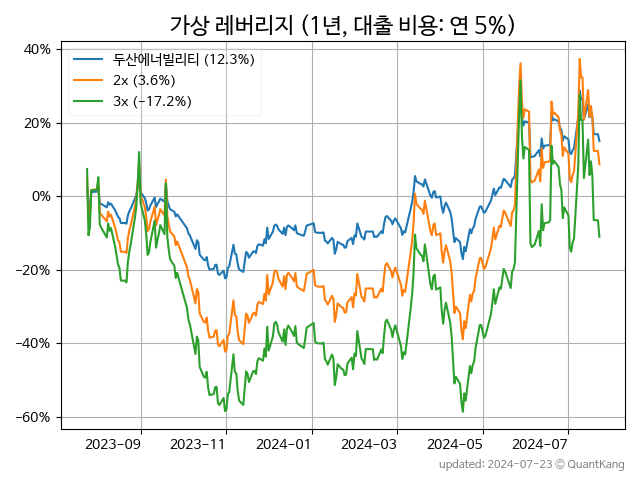 가상 레버리지 (1년, 대출 비용: 연 5%)
두산에너빌리티 (12.3%)
2x (3.6%)
3x (−17.2%)
40%
20%
0%
−20%
−40%
−60%
2023-09
2023-11
2024-01
2024-03
2024-05
2024-07
updated: 2024-07-23 © QuantKang